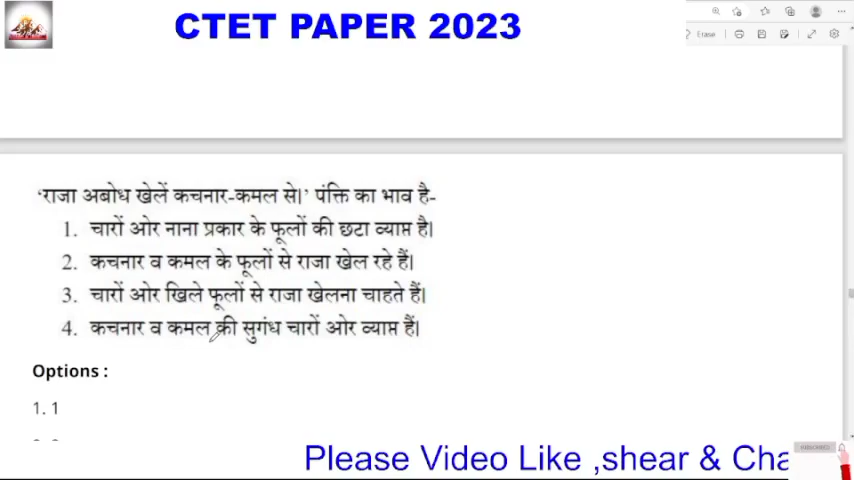 CTET PAPER 2023
Erase
‘राजा अबोध खेलें कचनार-कमल से।’ पंक्ति का भाव है-
1. चारों ओर नाना प्रकार के फूलों की छटा व्याप्त है।
2. कचनार व कमल के फूलों से राजा खेल रहे हैं।
3. चारों ओर खिले फूलों से राजा खेलना चाहते हैं।
4. कचनार व कमल की सुगंध चारों ओर व्याप्त हैं।
Options :
1. 1
Please Video Like ,shear & Cha